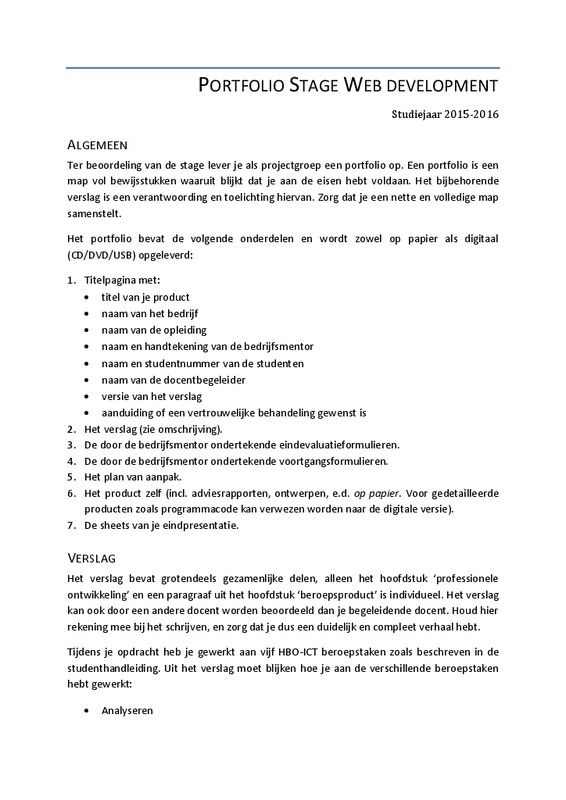 PORTFOLIO STAGE WEB DEVELOPMENT
Studiejaar 2015-2016
ALGEMEEN
Ter beoordeling van de stage lever je als projectgroep een portfolio op. Een portfolio is een
map vol bewijsstukken waaruit blijkt dat je aan de eisen hebt voldaan. Het bijbehorende
verslag is een verantwoording en toelichting hiervan. Zorg dat je een nette en volledige map
samenstelt.
Het portfolio bevat de volgende onderdelen en wordt zowel op papier als digitaal
(CD/DVD/USB) opgeleverd:
1. Titelpagina met:
• titel van je product
• naam van het bedrijf
• naam van de opleiding
• naam en handtekening van de bedrijfsmentor
• naam en studentnummer van de studenten
• naam van de docentbegeleider
• versie van het verslag
• aanduiding of een vertrouwelijke behandeling gewenst is
2. Het verslag (zie omschrijving).
3. De door de bedrijfsmentor ondertekende eindevaluatieformulieren.
4. De door de bedrijfsmentor ondertekende voortgangsformulieren.
5. Het plan van aanpak.
6. Het product zelf (incl. adviesrapporten, ontwerpen, e.d. op papier. Voor gedetailleerde
producten zoals programmacode kan verwezen worden naar de digitale versie).
7. De sheets van je eindpresentatie.
VERSLAG
Het verslag bevat grotendeels gezamenlijke delen, alleen het hoofdstuk ‘professionele
ontwikkeling’ en een paragraaf uit het hoofdstuk ‘beroepsproduct’ is individueel. Het verslag
kan ook door een andere docent worden beoordeeld dan je begeleidende docent. Houd hier
rekening mee bij het schrijven, en zorg dat je dus een duidelijk en compleet verhaal hebt.
Tijdens je opdracht heb je gewerkt aan vijf HBO-ICT beroepstaken zoals beschreven in de
studenthandleiding. Uit het verslag moet blijken hoe je aan de verschillende beroepstaken
hebt gewerkt:
• Analyseren